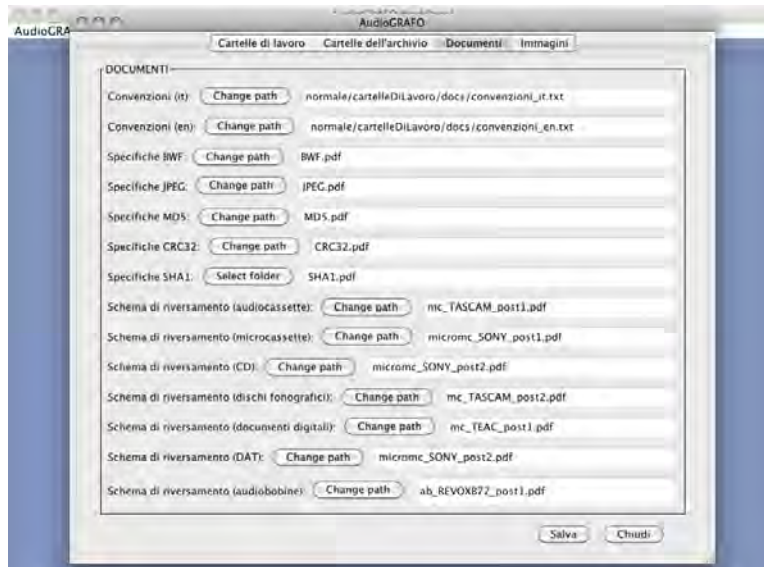 AudioGRAFO
AudioGRA
Cartelle di lavoro Cartelle dell'archivio Documenti Immagini
DOCUMENTI
Convenzioni (it): Change path normale/cartelleDiLavoro/docs/convenzioni_it.txt
Convenzioni (en): Change path normale/cartelleDiLavoro/docs/convenzioni_en.txt
Specifiche BWF: Change path BWF.pdf
Specifiche JPEG: Change path JPEG.pdf
Specifiche MD5: Change path MD5.pdf
Specifiche CRC32: Change path CRC32.pdf
Specifiche SHA1: Select folder SHA1.pdf
Schema di riversamento (audiocassette): Change path mc_TASCAM_post1.pdf
Schema di riversamento (microcassette): Change path micromc_SONY_post1.pdf
Schema di riversamento (CD): Change path micromc_SONY_post2.pdf
Schema di riversamento (dischi fonografici): Change path mc_TASCAM_post2.pdf
Schema di riversamento (documenti digitali): Change path mc_TEAC_post1.pdf
Schema di riversamento (DAT): Change path micromc_SONY_post2.pdf
Schema di riversamento (audiobobine): Change path ab_REVOXB77_post1.pdf
Salva Chiudi